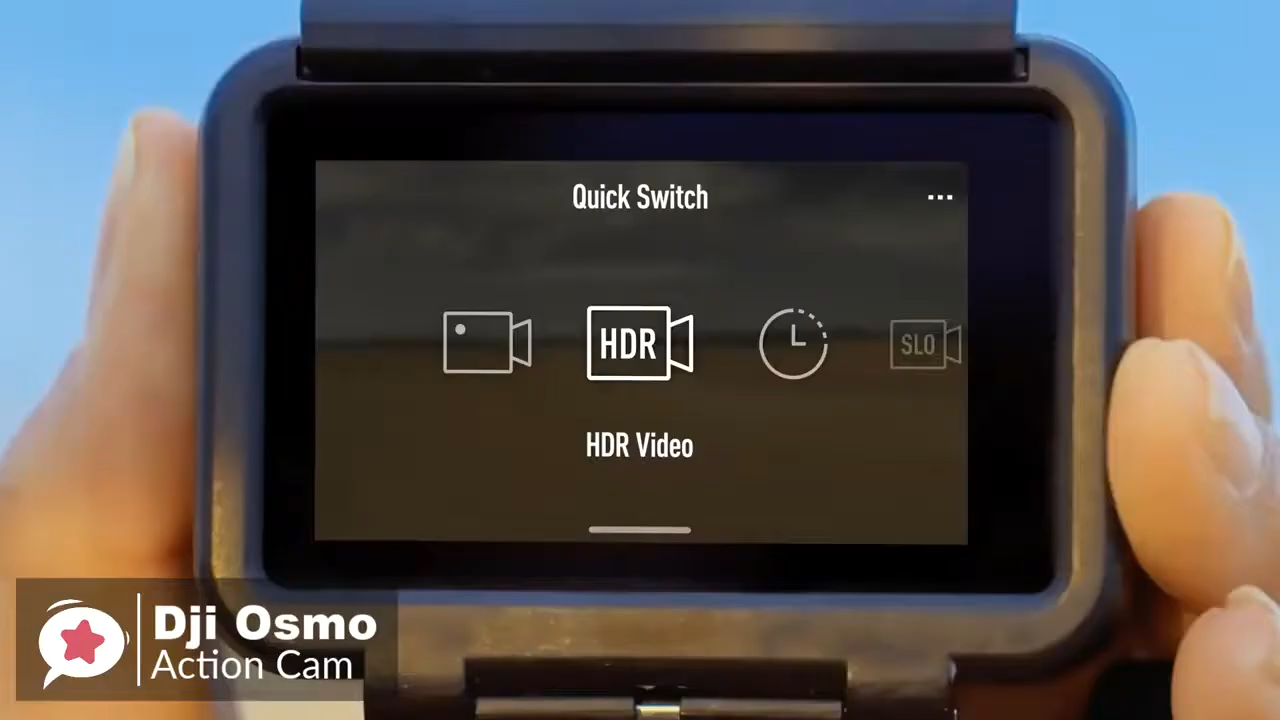 Quick Switch
HDR
SLO
HDR Video
Dji Osmo
Action Cam